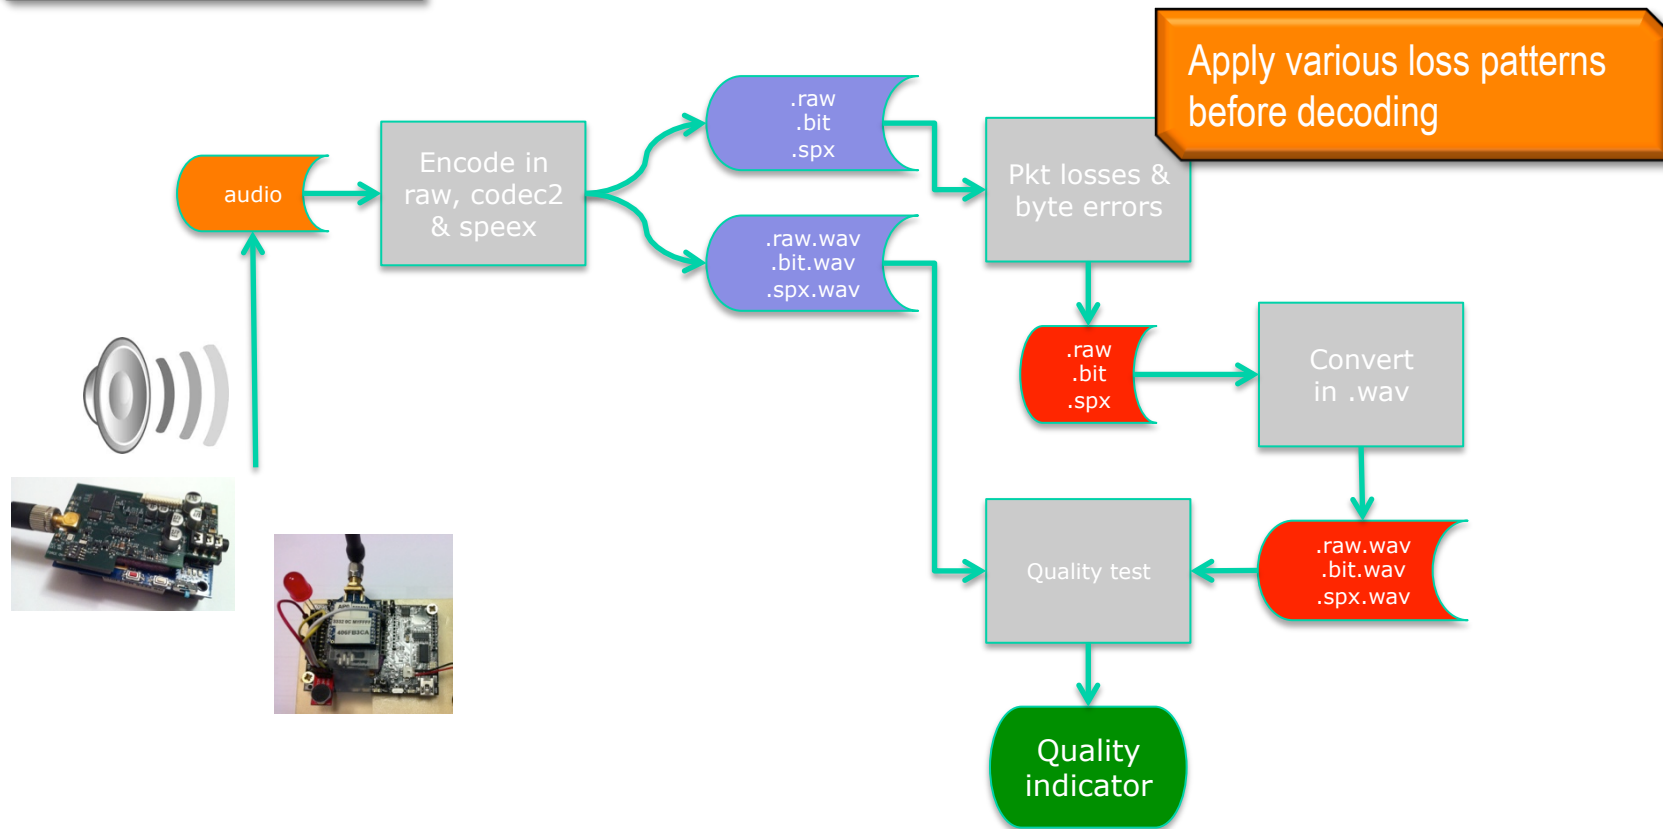 Apply various loss patterns
before decoding
audio
Encode in
raw, codec2
& speex
.raw
.bit
.spx
.raw.wav
.bit.wav
.spx.wav
Pkt losses &
byte errors
.raw
.bit
.spx
Convert
in .wav
.raw.wav
.bit.wav
.spx.wav
Quality test
Quality
indicator
496FB3CA